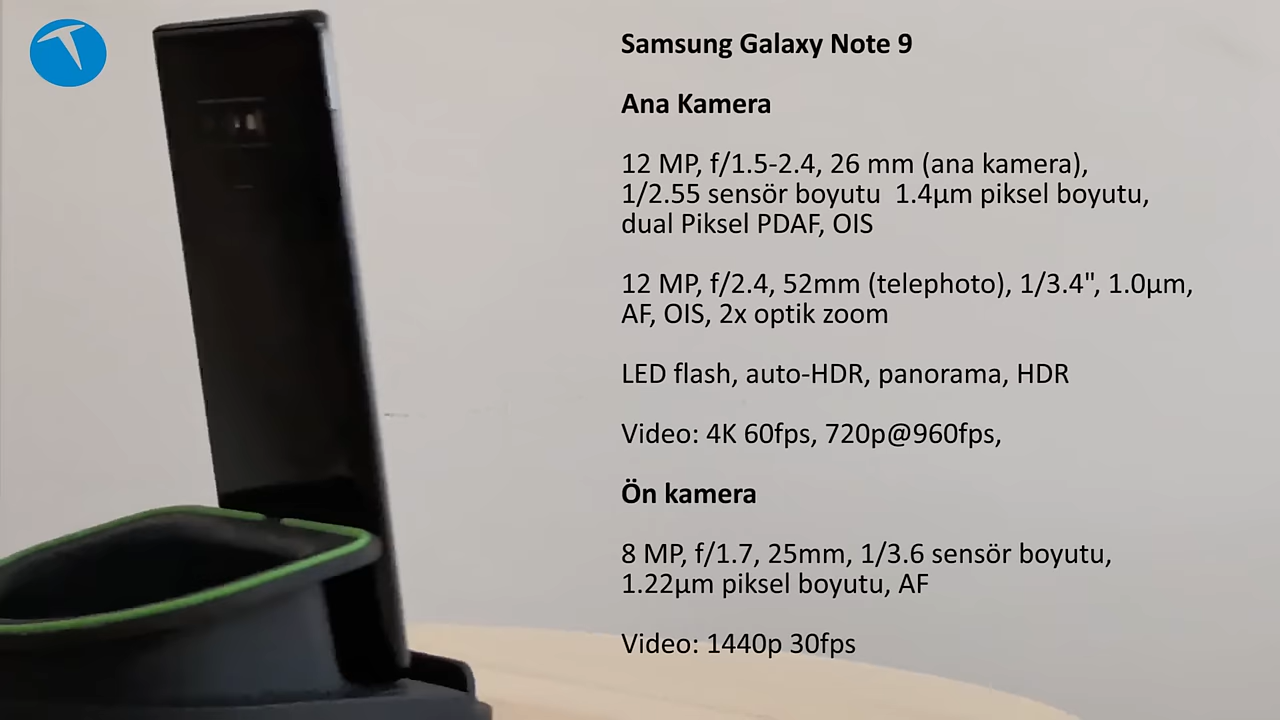 Samsung Galaxy Note 9
Ana Kamera
12 MP, f/1.5-2.4, 26 mm (ana kamera),
1/2.55 sensör boyutu  1.4µm piksel boyutu,
dual Piksel PDAF, OIS
12 MP, f/2.4, 52mm (telephoto), 1/3.4", 1.0µm,
AF, OIS, 2x optik zoom
LED flash, auto-HDR, panorama, HDR
Video: 4K 60fps, 720p@960fps,
Ön kamera
8 MP, f/1.7, 25mm, 1/3.6 sensör boyutu,
1.22µm piksel boyutu, AF
Video: 1440p 30fps